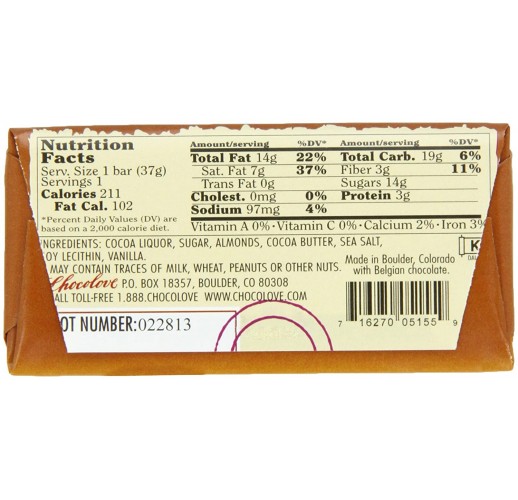 Nutrition
Facts
Serv. Size 1 bar (37g)
Servings 1
Calories 211
Fat Cal. 102
*Percent Daily Values (DV) are
based on a 2,000 calorie diet.
Amount/serving %DV*
Total Fat 14g 22%
Sat. Fat 7g 37%
Trans Fat 0g
Cholest. 0mg 0%
Sodium 97mg 4%
Amount/serving %DV*
Total Carb. 19g 6%
Fiber 3g 11%
Sugars 14g
Protein 3g
Vitamin A 0% · Vitamin C 0% · Calcium 2% · Iron 3%
NGREDIENTS: COCOA LIQUOR, SUGAR, ALMONDS, COCOA BUTTER, SEA SALT,
OY LECITHIN, VANILLA.
MAY CONTAIN TRACES OF MILK, WHEAT, PEANUTS OR OTHER NUTS.
Chocolove P.O. BOX 18357, BOULDER, CO 80308
ALL TOLL-FREE 1.888.CHOCOLOVE WWW.CHOCOLOVE.COM
OT NUMBER:022813
K
Made in Boulder, Colorado
with Belgian chocolate.
7 16270 05155 9